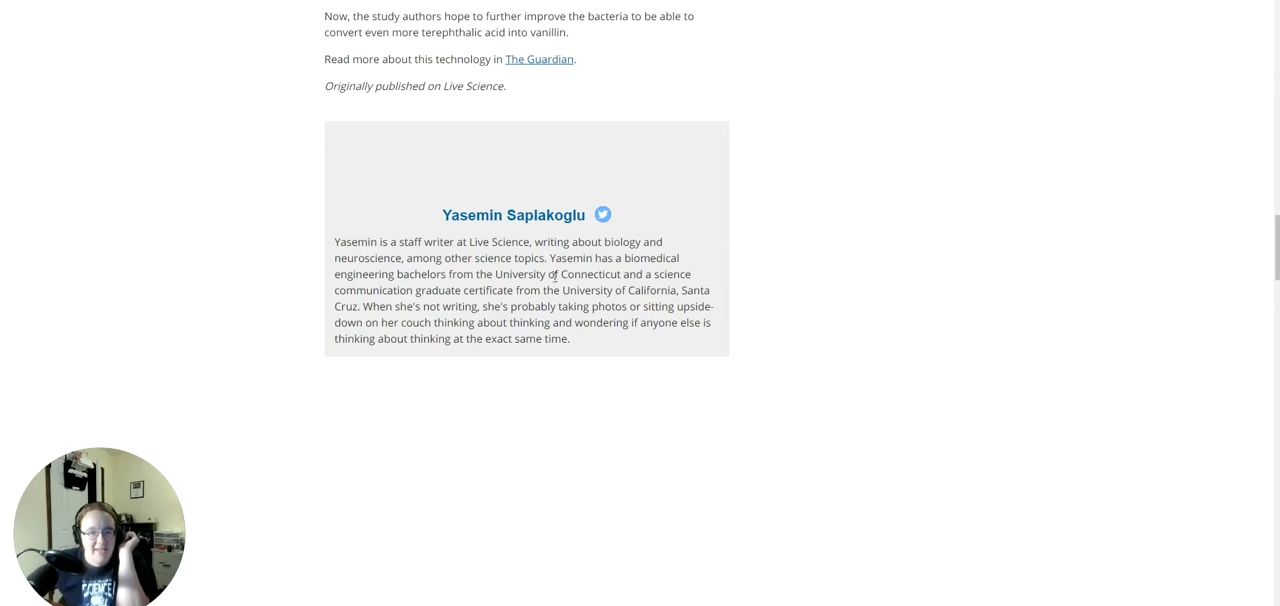 Now, the study authors hope to further improve the bacteria to be able to
convert even more terephthalic acid into vanillin.
Read more about this technology in The Guardian.
Originally published on Live Science.
Yasemin Saplakoglu
Yasemin is a staff writer at Live Science, writing about biology and
neuroscience, among other science topics. Yasemin has a biomedical
engineering bachelors from the University of Connecticut and a science
communication graduate certificate from the University of California, Santa
Cruz. When she's not writing, she's probably taking photos or sitting upside-
down on her couch thinking about thinking and wondering if anyone else is
thinking about thinking at the exact same time.
SCIENCE